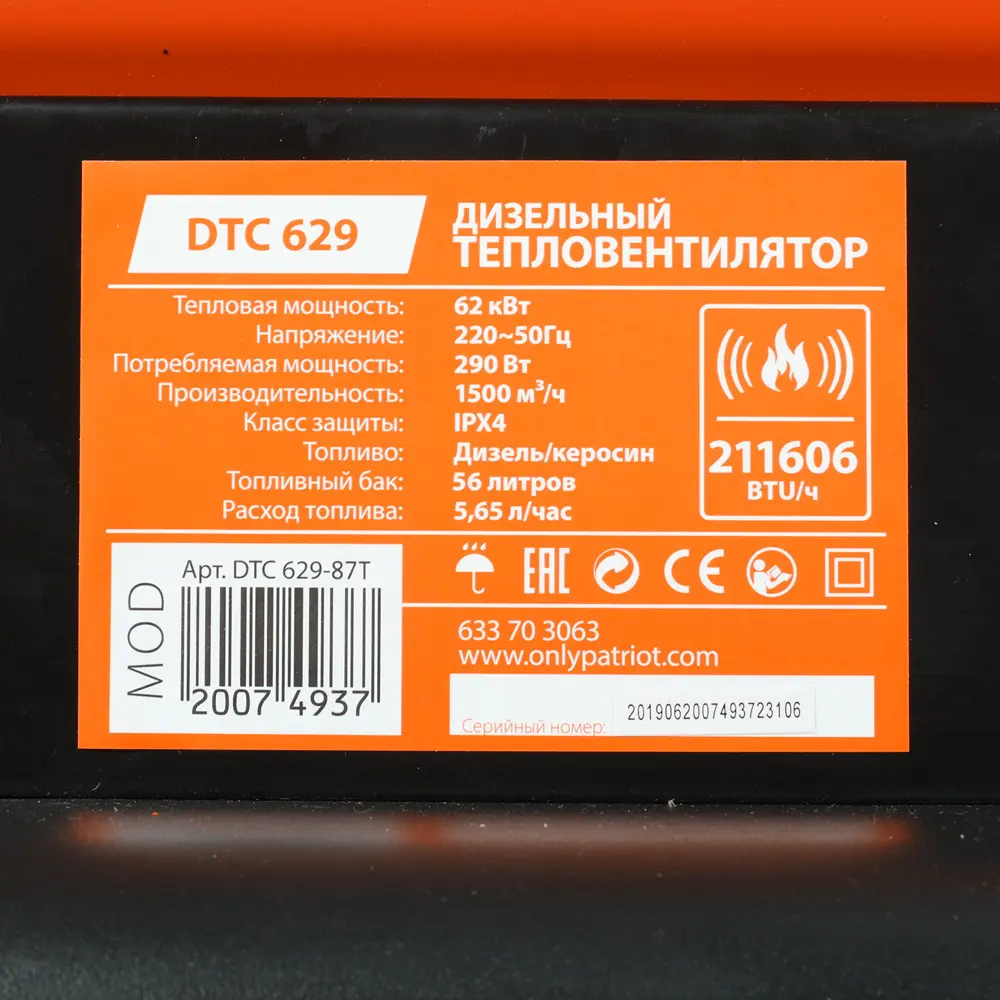 DTC 629
ДИЗЕЛЬНЫЙ
ТЕПЛОВЕНТИЛЯТОР
Тепловая мощность: 62 кВт
Напряжение: 220~50Гц
Потребляемая мощность: 290 Вт
Производительность: 1500 м³/ч
Класс защиты: IPX4
Топливо: Дизель/керосин
Топливный бак: 56 литров
Расход топлива: 5,65 л/час
211606
BTU/ч
MOD
Арт. DTC 629-87T
2007 4937
EAC
CE
633 70 3063
www.onlypatriot.com
Серийный номер: 2019062007493723106